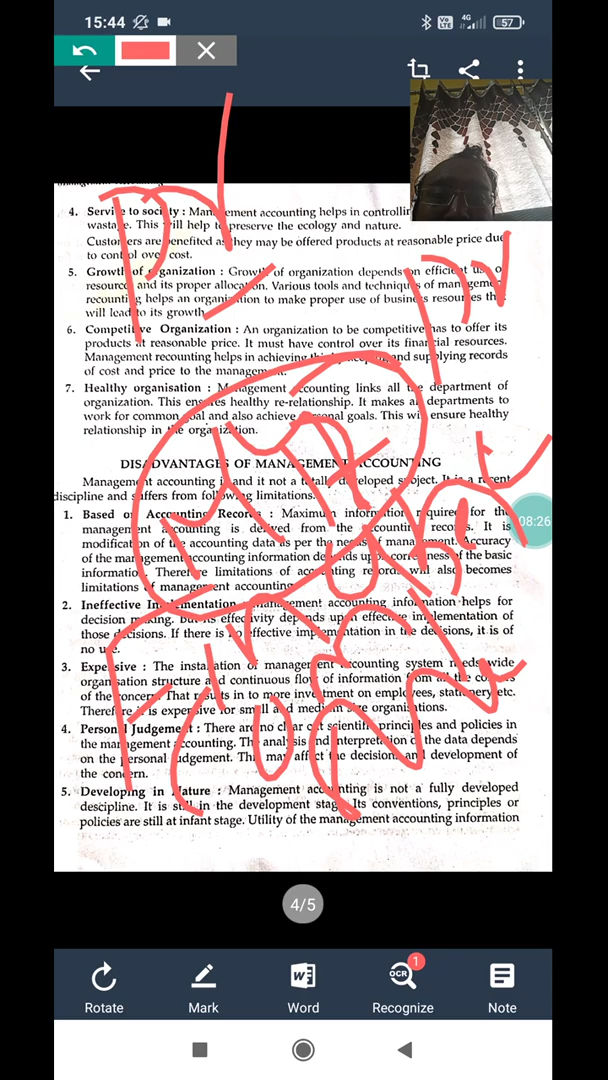 15:44
4G
57
4. Service to society : Management accounting helps in controllin
wastage. This will help to preserve the ecology and nature.
Customers are benefited as they may be offered products at reasonable price due
to control over cost.
5. Growth of organization : Growth of organization depends on efficient use o
resource and its proper allocation. Various tools and techniques of managemen
recounting helps an organization to make proper use of business resources th
will lead to its growth.
6. Competitive Organization : An organization to be competitive has to offer its
products at reasonable price. It must have control over its financial resources.
Management recounting helps in achieving this and supplying records
of cost and price to the management.
7. Healthy organisation : Management accounting links all the department of
organization. This ensures healthy re-relationship. It makes all departments to
work for common goal and also achieve personal goals. This will ensure healthy
relationship in the organization.
DISADVANTAGES OF MANAGEMENT ACCOUNTING
Management accounting is and it not a totally developed subject. It is a recent
discipline and suffers from following limitations.
1. Based on Accounting Records : Maximum information required for the
management accounting is derived from the accounting records. It is
modification of the accounting data as per the needs of management. Accuracy
of the management accounting information depends upon correctness of the basic
information. Therefore limitations of accounting records will also becomes
limitations of management accounting
08:26
2. Ineffective Implementation : Management accounting information helps for
decision making. But its effectivity depends upon effective implementation of
those decisions. If there is no effective implementation in the decisions, it is of
no use.
3. Expensive : The installation of management accounting system needs wide
organisation structure and continuous flow of information from all the corners
of the concern. That results in to more investment on employees, stationery etc.
Therefore it is expensive for small and medium size organisations.
4. Personal Judgement : There are no clear cut scientific principles and policies in
the management accounting. The analysis and interpretation of the data depends
on the personal judgement. This may affect the decisions and development of
the concern.
5. Developing in Nature : Management accounting is not a fully developed
descipline. It is still in the development stage. Its conventions, principles or
policies are still at infant stage. Utility of the management accounting information
4/5
OCR
1
Rotate
Mark
Word
Recognize
Note